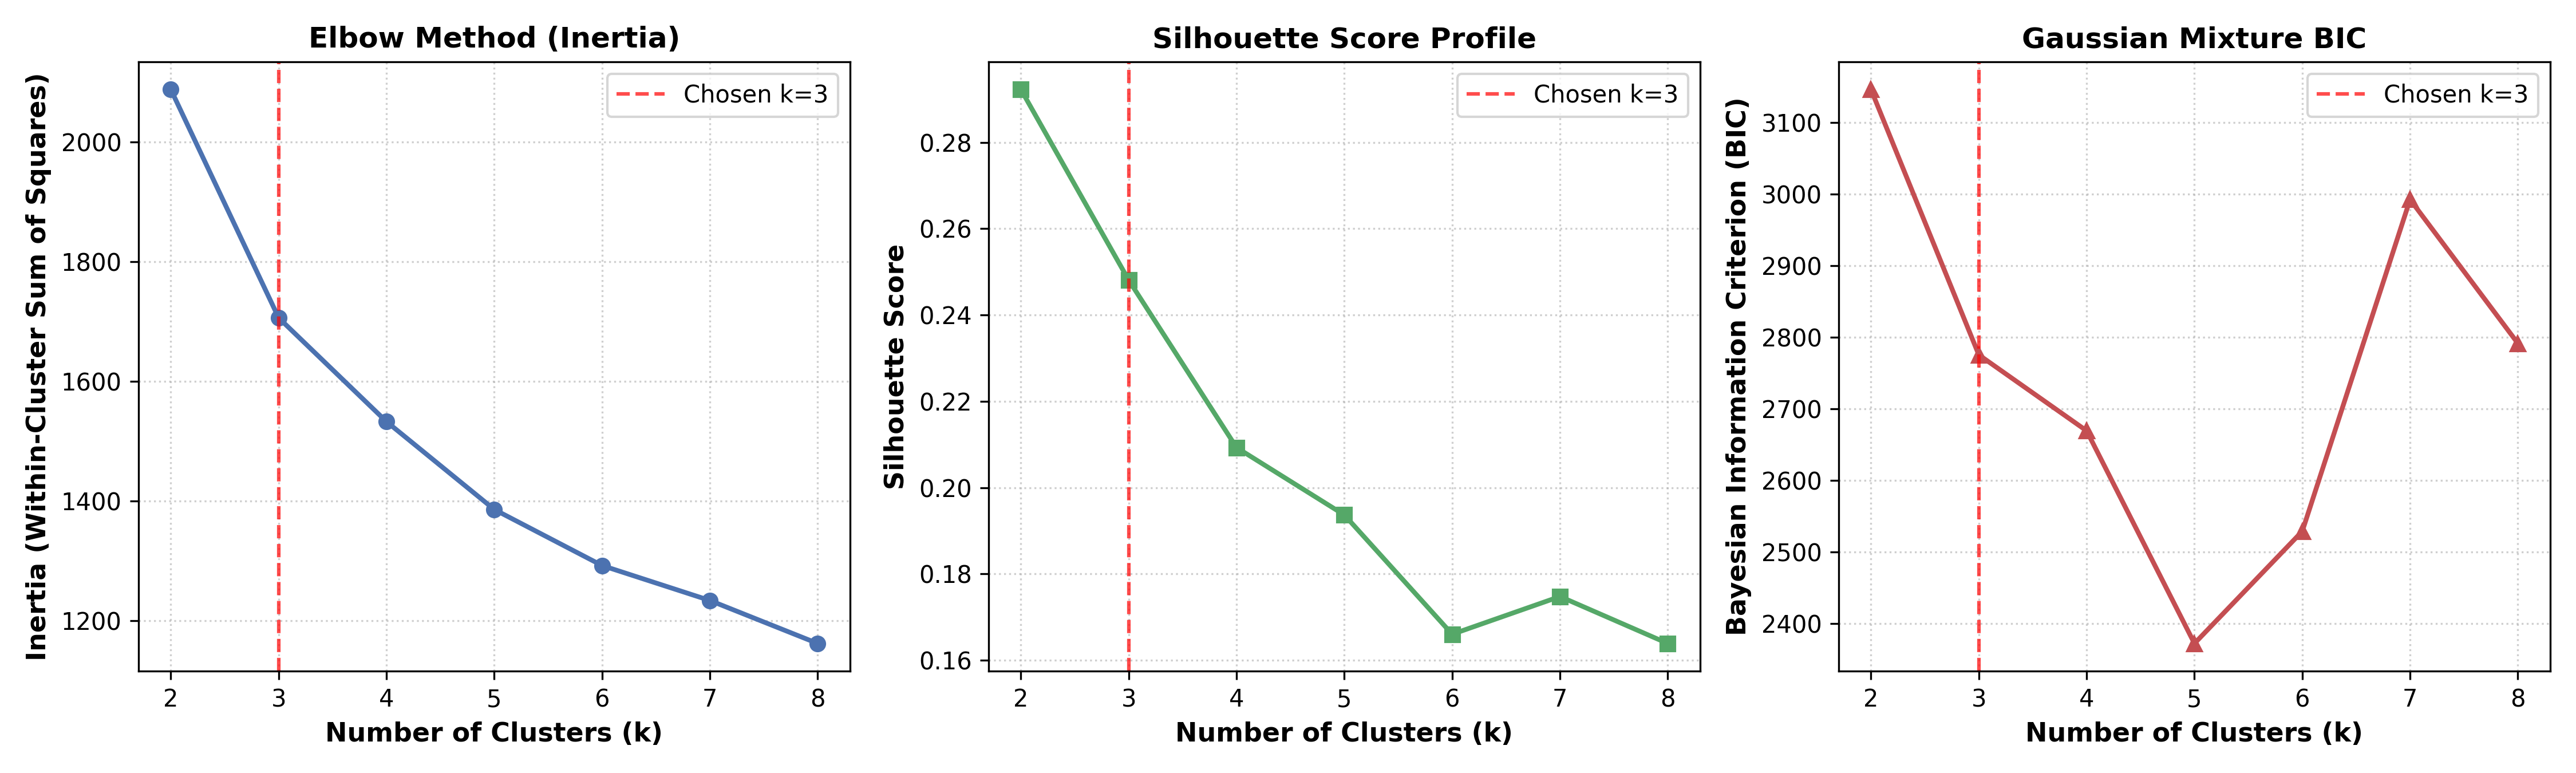 Elbow Method (Inertia)
Inertia (Within-Cluster Sum of Squares)
2000
1800
1600
1400
1200
Chosen k=3
2 3 4 5 6 7 8
Number of Clusters (k)
Silhouette Score Profile
Silhouette Score
0.28
0.26
0.24
0.22
0.20
0.18
0.16
Chosen k=3
2 3 4 5 6 7 8
Number of Clusters (k)
Gaussian Mixture BIC
Bayesian Information Criterion (BIC)
3100
3000
2900
2800
2700
2600
2500
2400
Chosen k=3
2 3 4 5 6 7 8
Number of Clusters (k)